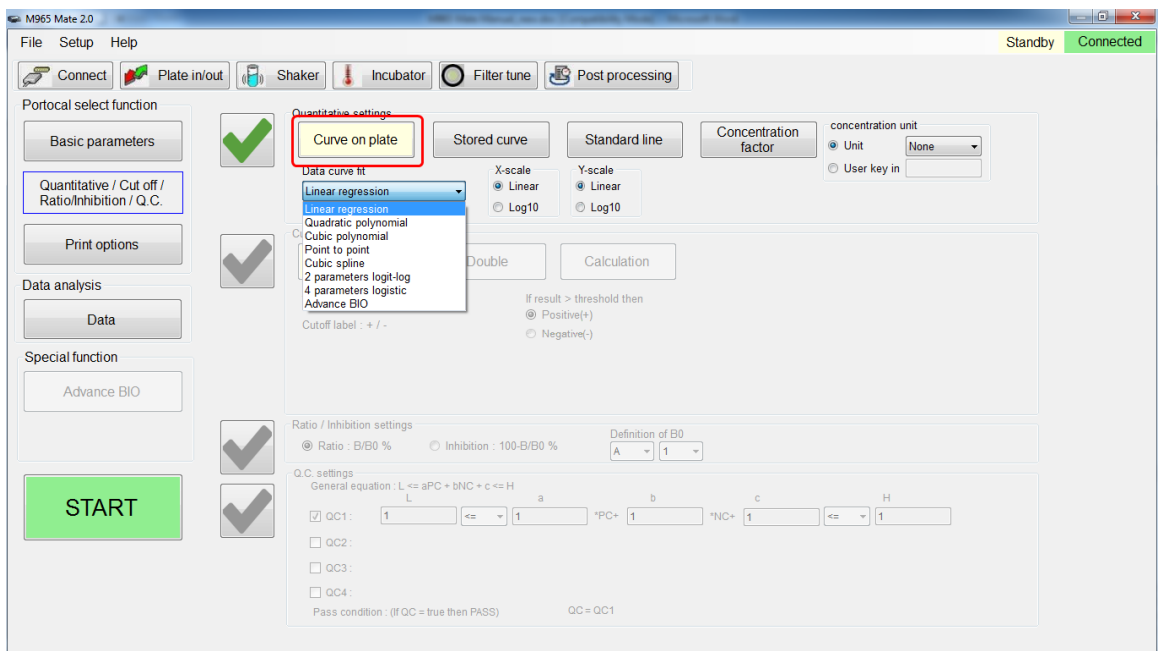 M965 Mate 2.0
File Setup Help
Standby Connected
Connect Plate in/out Shaker Incubator Filter tune Post processing
Portocal select function
Basic parameters
Quantitative / Cut off /
Ratio/Inhibition / Q.C.
Print options
Data analysis
Data
Special function
Advance BIO
START
Quantitative settings
Curve on plate Stored curve Standard line Concentration
factor
concentration unit
Unit None
User key in
Data curve fit X-scale Y-scale
Linear regression Linear Linear
Log10 Log10
Linear regression
Quadratic polynomial
Cubic polynomial
Point to point
Cubic spline
2 parameters logit-log
4 parameters logistic
Advance BIO
Double Calculation
If result > threshold then
Positive(+)
Negative(-)
Cutoff label : + / -
Ratio / Inhibition settings
Ratio : B/B0 % Inhibition : 100-B/B0 %
Definition of B0
A 1
Q.C. settings
General equation : L <= aPC + bNC + c <= H
L a b c H
QC1 : 1 <= 1 *PC+ 1 *NC+ 1 <= 1
QC2 :
QC3 :
QC4 :
Pass condition : (If QC = true then PASS) QC = QC1